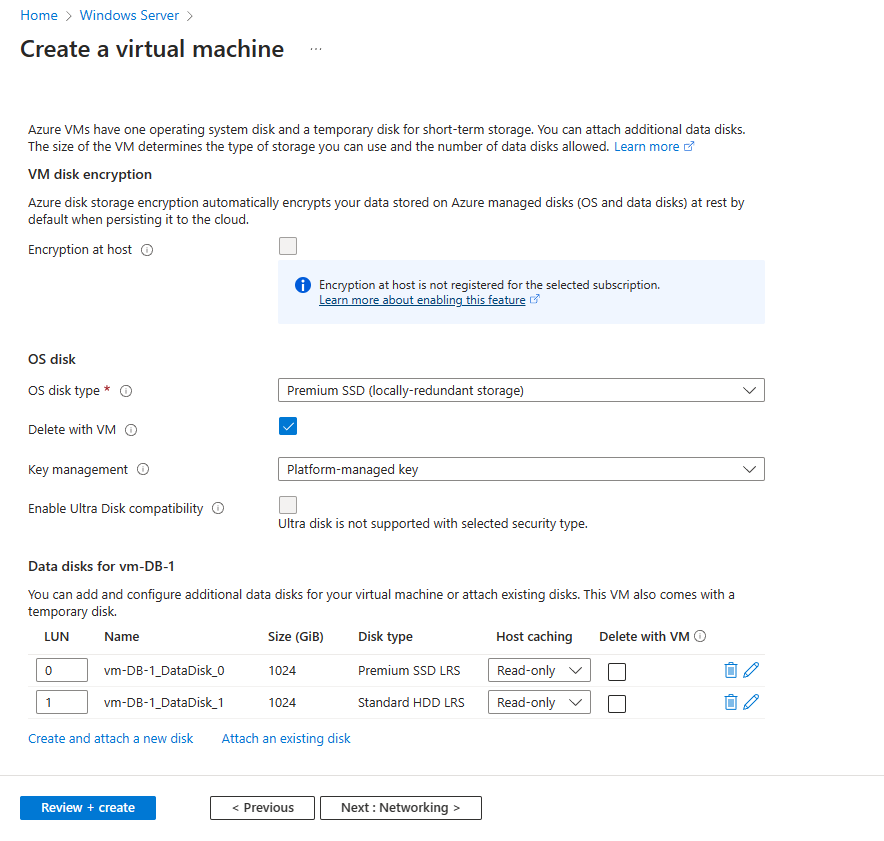 Home > Windows Server >
Create a virtual machine ...
Azure VMs have one operating system disk and a temporary disk for short-term storage. You can attach additional data disks.
The size of the VM determines the type of storage you can use and the number of data disks allowed. Learn more
VM disk encryption
Azure disk storage encryption automatically encrypts your data stored on Azure managed disks (OS and data disks) at rest by
default when persisting it to the cloud.
Encryption at host
Encryption at host is not registered for the selected subscription.
Learn more about enabling this feature
OS disk
OS disk type *
Premium SSD (locally-redundant storage)
Delete with VM
Key management
Platform-managed key
Enable Ultra Disk compatibility
Ultra disk is not supported with selected security type.
Data disks for vm-DB-1
You can add and configure additional data disks for your virtual machine or attach existing disks. This VM also comes with a
temporary disk.
LUN Name Size (GiB) Disk type Host caching Delete with VM
0 vm-DB-1_DataDisk_0 1024 Premium SSD LRS Read-only
1 vm-DB-1_DataDisk_1 1024 Standard HDD LRS Read-only
Create and attach a new disk Attach an existing disk
Review + create < Previous Next : Networking >